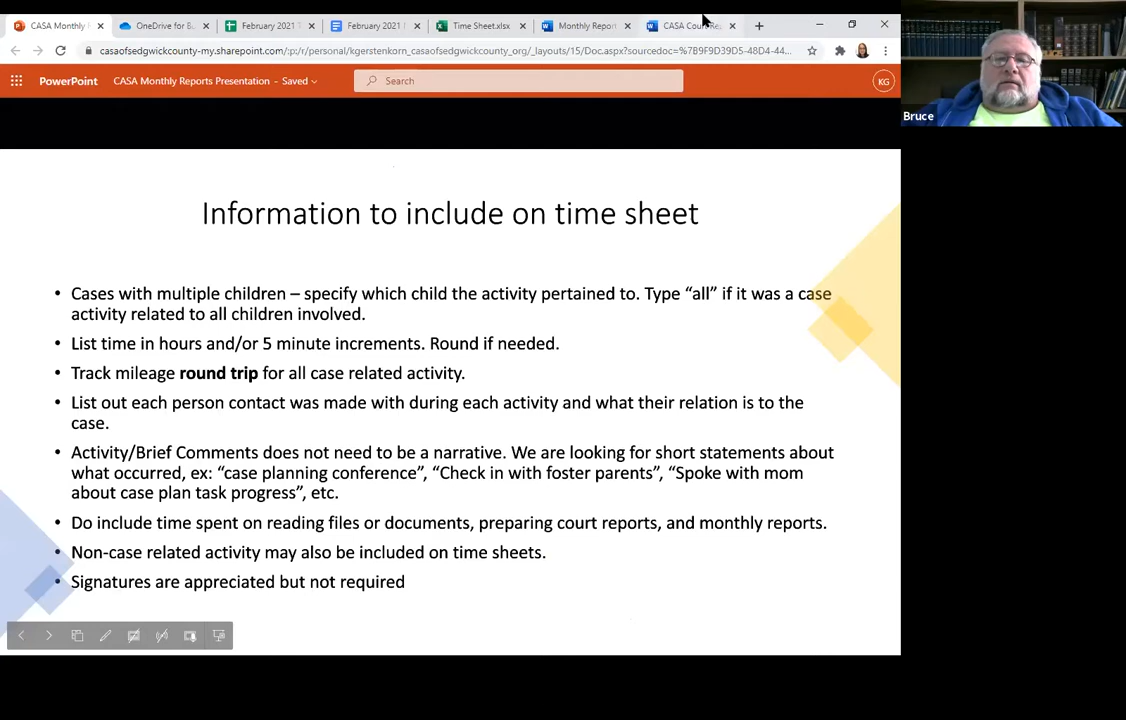 CASA Monthly
OneDrive for B
February 2021 T
February 2021
Time Sheet.xlsx
Monthly Report
CASA Cou
casaofsedgwickcounty-my.sharepoint.com/:p:/r/personal/kgerstenkorn_casaofsedgwickcounty_org/_layouts/15/Doc.aspx?sourcedoc=%7B9F9D39D5-48D4-44...
PowerPoint
CASA Monthly Reports Presentation - Saved
Search
KG
Bruce
Information to include on time sheet
• Cases with multiple children – specify which child the activity pertained to. Type “all” if it was a case
activity related to all children involved.
• List time in hours and/or 5 minute increments. Round if needed.
• Track mileage round trip for all case related activity.
• List out each person contact was made with during each activity and what their relation is to the
case.
• Activity/Brief Comments does not need to be a narrative. We are looking for short statements about
what occurred, ex: “case planning conference”, “Check in with foster parents”, “Spoke with mom
about case plan task progress”, etc.
• Do include time spent on reading files or documents, preparing court reports, and monthly reports.
• Non-case related activity may also be included on time sheets.
• Signatures are appreciated but not required